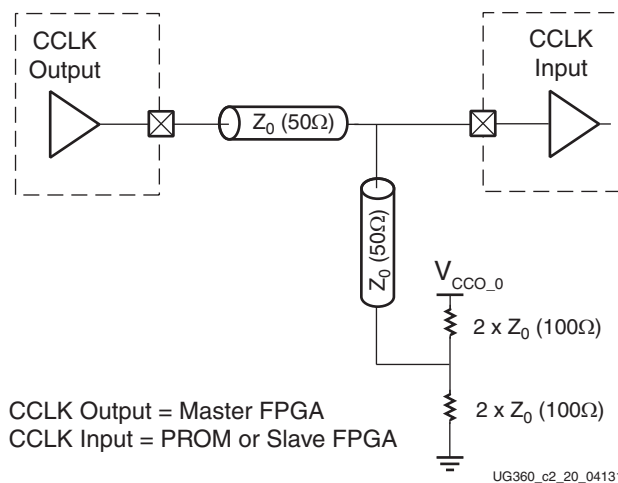 CCLK
Output
CCLK
Input
Z0 (50Ω)
Z0 (50Ω)
VCCO_0
2 x Z0 (100Ω)
2 x Z0 (100Ω)
CCLK Output = Master FPGA
CCLK Input = PROM or Slave FPGA
UG360_c2_20_04131